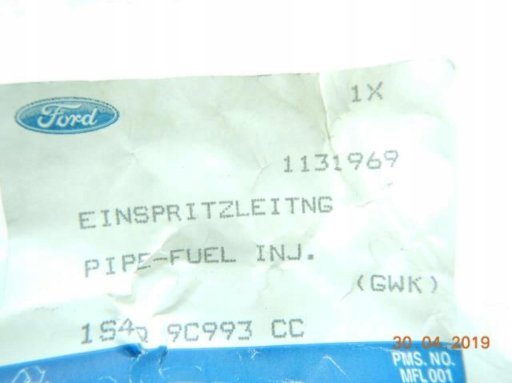 1X
Ford
1131969
EINSPRITZLEITNG
PIPE-FUEL INJ.
(GWK)
9C993 CC
30 04 2019
PMS. NO.
MFL001